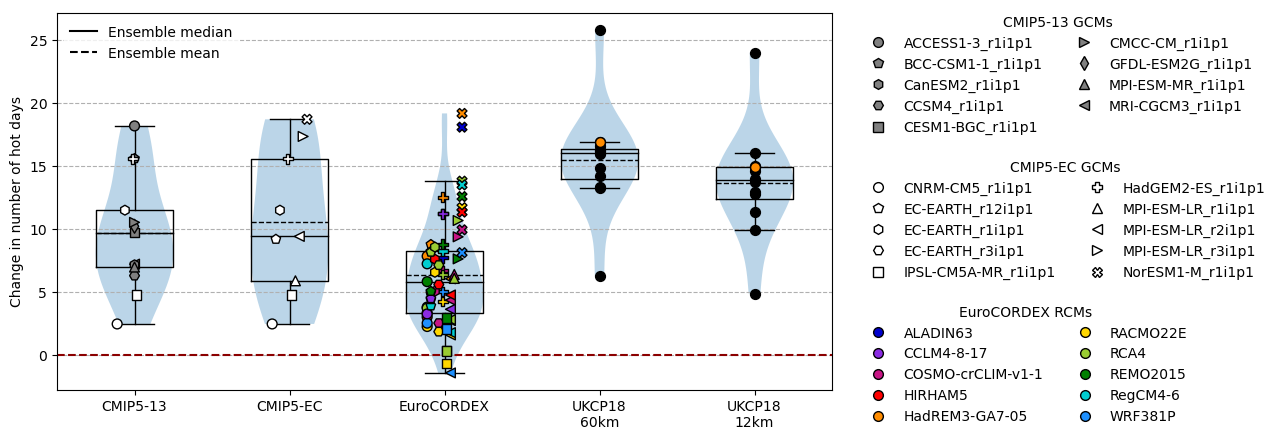 Change in number of hot days
25
20
15
10
5
0
Ensemble median
Ensemble mean
CMIP5-13
CMIP5-EC
EuroCORDEX
UKCP18
60km
UKCP18
12km
CMIP5-13 GCMs
ACCESS1-3_r1i1p1
BCC-CSM1-1_r1i1p1
CanESM2_r1i1p1
CCSM4_r1i1p1
CESM1-BGC_r1i1p1
CMCC-CM_r1i1p1
GFDL-ESM2G_r1i1p1
MPI-ESM-MR_r1i1p1
MRI-CGCM3_r1i1p1
CMIP5-EC GCMs
CNRM-CM5_r1i1p1
EC-EARTH_r12i1p1
EC-EARTH_r1i1p1
EC-EARTH_r3i1p1
IPSL-CM5A-MR_r1i1p1
HadGEM2-ES_r1i1p1
MPI-ESM-LR_r1i1p1
MPI-ESM-LR_r2i1p1
MPI-ESM-LR_r3i1p1
NorESM1-M_r1i1p1
EuroCORDEX RCMs
ALADIN63
CCLM4-8-17
COSMO-crCLIM-v1-1
HIRHAM5
HadREM3-GA7-05
RACMO22E
RCA4
REMO2015
RegCM4-6
WRF381P